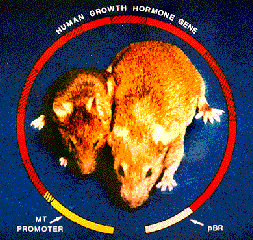 HUMAN GROWTH HORMONE GENE
MT
PROMOTER
pBR